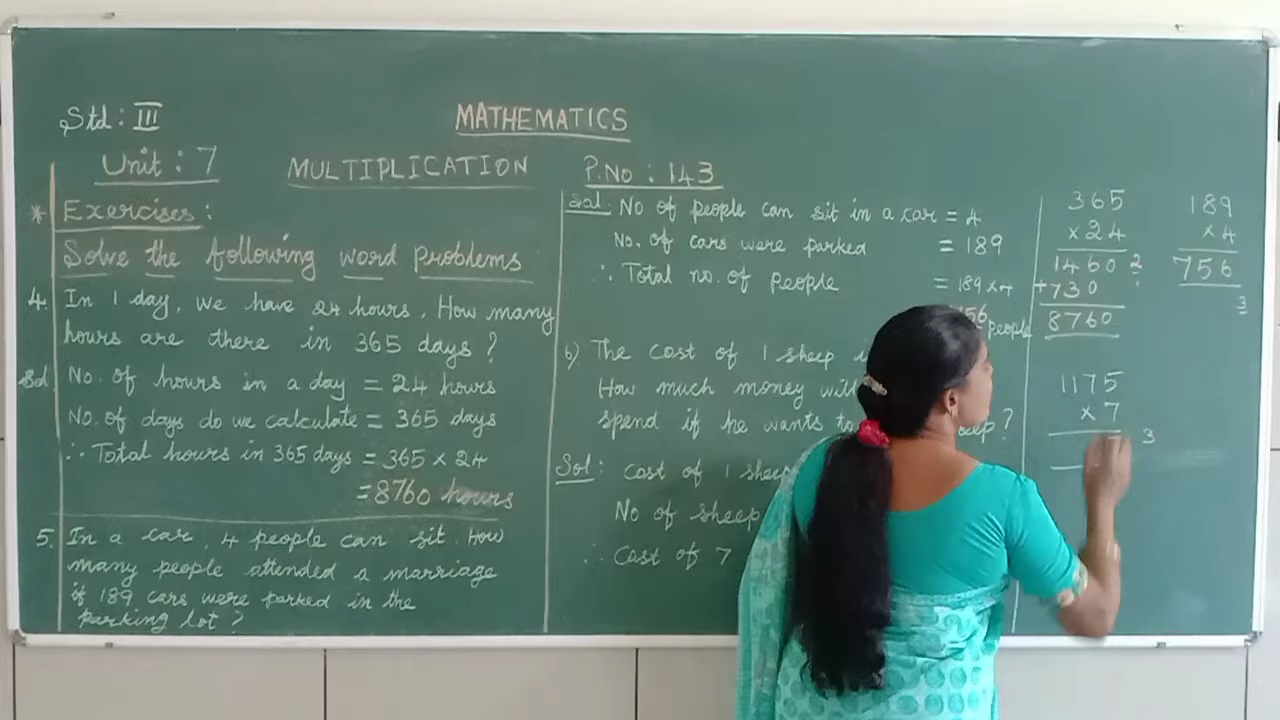 Std : III
MATHEMATICS
Unit : 7
MULTIPLICATION
P.No : 143
* Exercises :
Solve the following word problems
4. In 1 day, we have 24 hours. How many
hours are there in 365 days ?
Sol No. of hours in a day = 24 hours
No. of days do we calculate = 365 days
∴ Total hours in 365 days = 365 × 24
= 8760 hours
5. In a car, 4 people can sit. How
many people attended a marriage
if 189 cars were parked in the
parking lot ?
Sol: No of people can sit in a car = 4
No. of cars were parked = 189
∴ Total no. of people = 189 × 4
people
6) The cost of 1 sheep
How much money
spend if he wants to
?
Sol : Cost of 1 sheep
No of sheep
∴ Cost of 7
365
×24
1460 2
+730
8760
189
×4
756
3
1175
×7
3